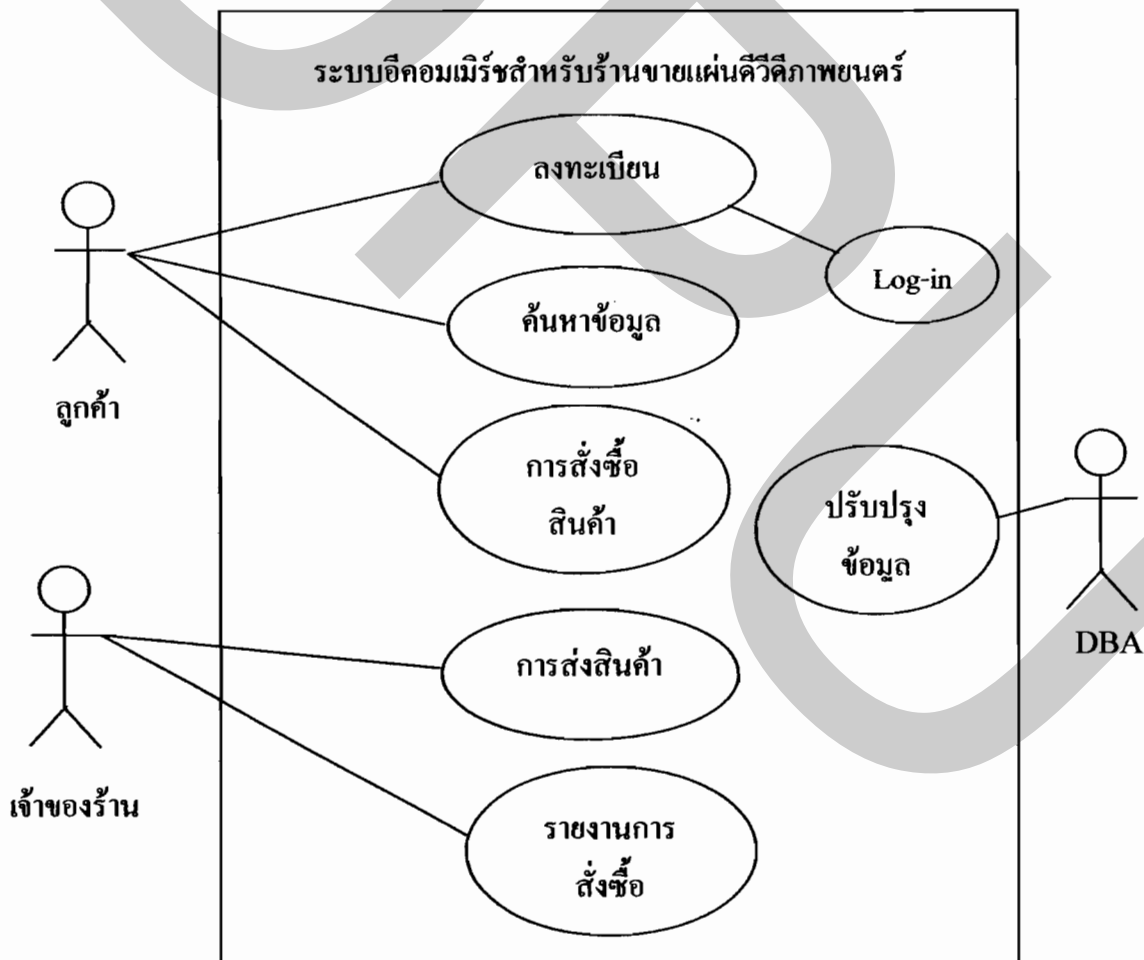 ระบบอีคอมเมิร์ชสำหรับร้านขายแผ่นดีวีดีภาพยนตร์
ลงทะเบียน
Log-in
ค้นหาข้อมูล
ลูกค้า
การสั่งซื้อ
สินค้า
ปรับปรุง
ข้อมูล
DBA
การส่งสินค้า
เจ้าของร้าน
รายงานการ
สั่งซื้อ